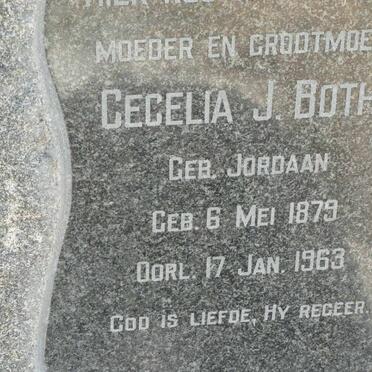 MOEDER EN GROOTMOE
CECELIA J. BOTH
GEB. JORDAAN
GEB. 6 MEI 1879
OORL. 17 JAN. 1963
GOD IS LIEFDE, HY REGEER.